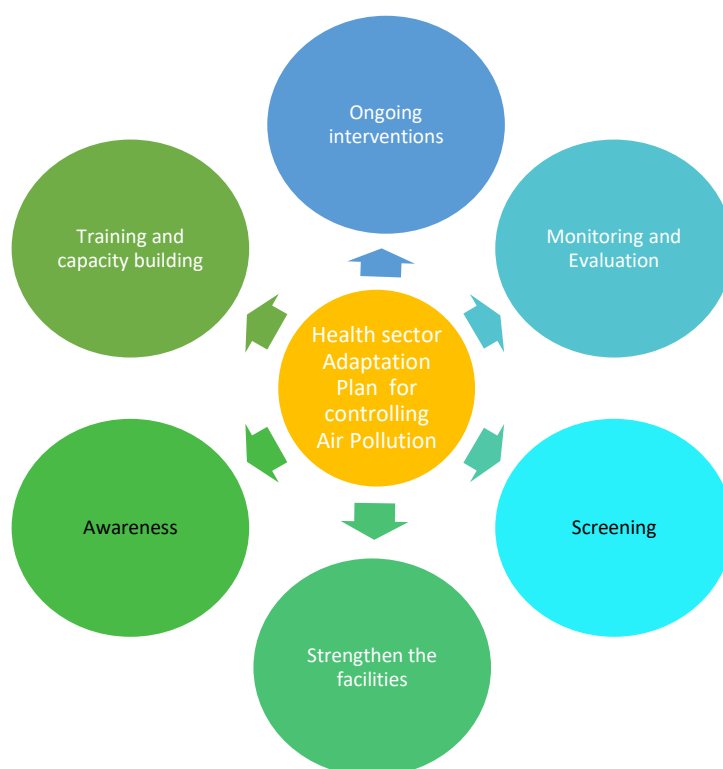 Ongoing
interventions
Training and
capacity building
Monitoring and
Evaluation
Health sector
Adaptation
Plan for
controlling
Air Pollution
Awareness
Screening
Strengthen the
facilities